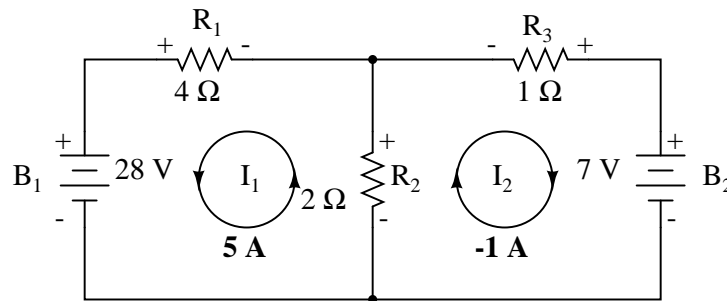 R₁
R₃
+ -
- +
4 Ω
1 Ω
+
+
+
B₁
28 V
I₁
2 Ω
R₂
I₂
7 V
B₂
-
-
-
5 A
-1 A